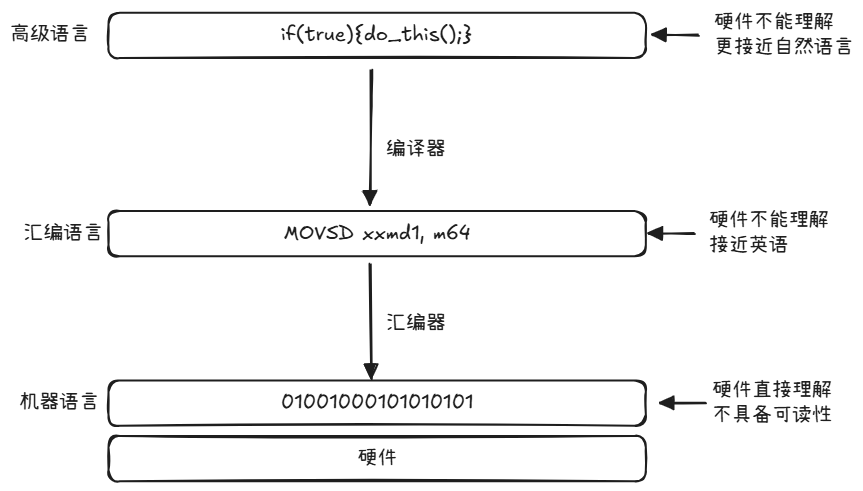 高级语言
if(true){do_this();}
硬件不能理解
更接近自然语言
编译器
汇编语言
MOVSD xxmd1, m64
硬件不能理解
接近英语
汇编器
机器语言
01001000101010101
硬件直接理解
不具备可读性
硬件